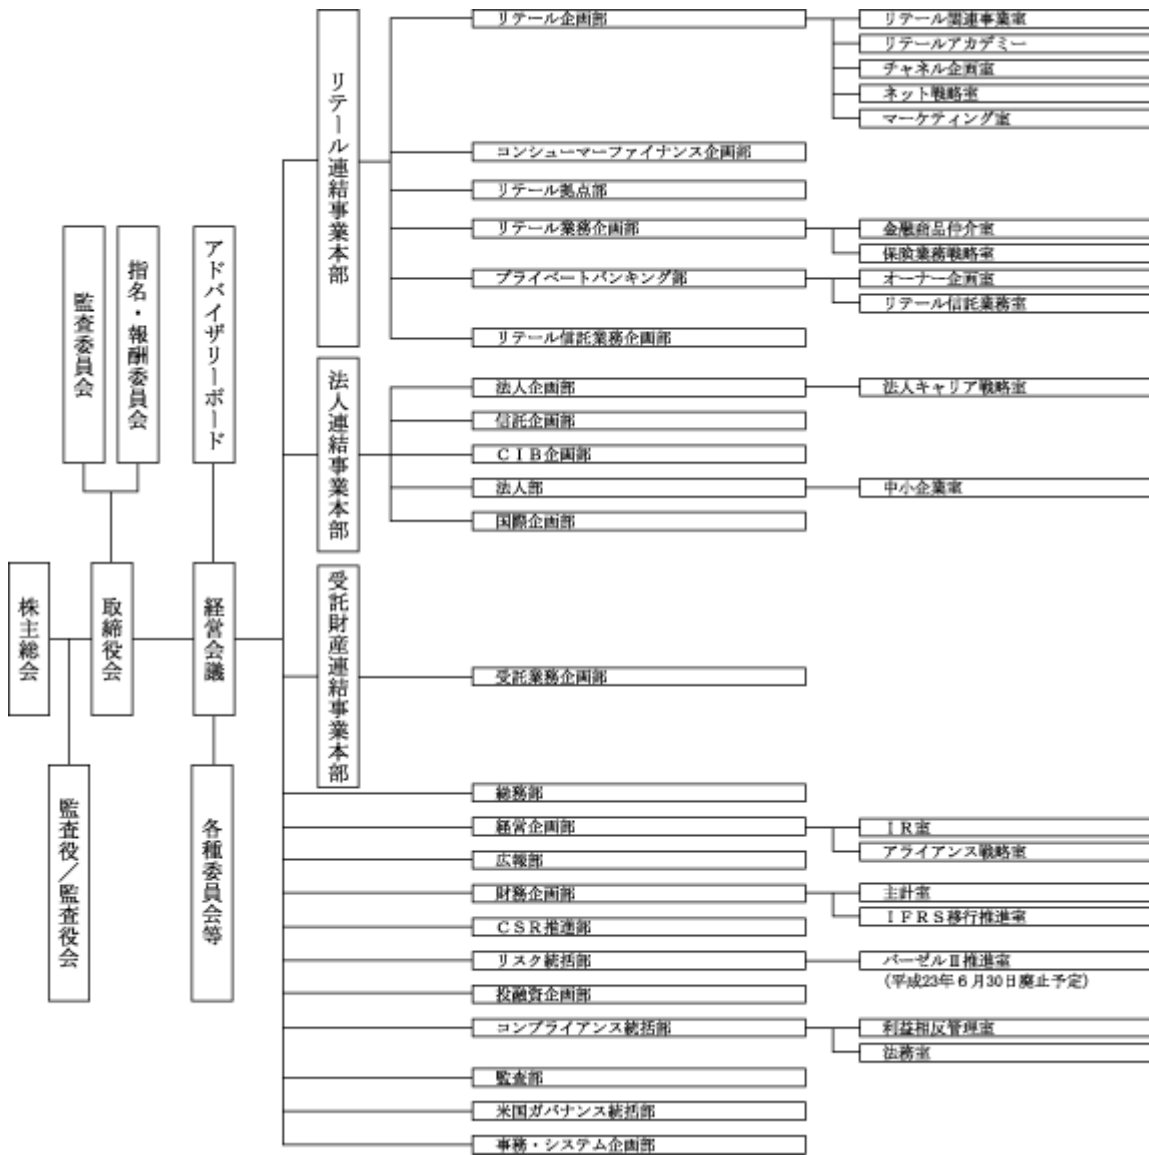 株主総会
監査役／監査役会
取締役会
監査委員会
指名・報酬委員会
経営会議
アドバイザリーボード
各種委員会等
リテール連結事業本部
リテール企画部
リテール関連事業室
リテールアカデミー
チャネル企画室
ネット戦略室
マーケティング室
コンシューマーファイナンス企画部
リテール拠点部
リテール業務企画部
金融商品仲介室
保険業務戦略室
プライベートバンキング部
オーナー企画室
リテール信託業務室
リテール信託業務企画部
法人連結事業本部
法人企画部
法人キャリア戦略室
信託企画部
ＣＩＢ企画部
法人部
中小企業室
国際企画部
受託財産連結事業本部
受託業務企画部
総務部
経営企画部
ＩＲ室
アライアンス戦略室
広報部
財務企画部
主計室
ＩＦＲＳ移行推進室
ＣＳＲ推進部
リスク統括部
バーゼルⅡ推進室
(平成23年６月30日廃止予定)
投融資企画部
コンプライアンス統括部
利益相反管理室
法務室
監査部
米国ガバナンス統括部
事務・システム企画部